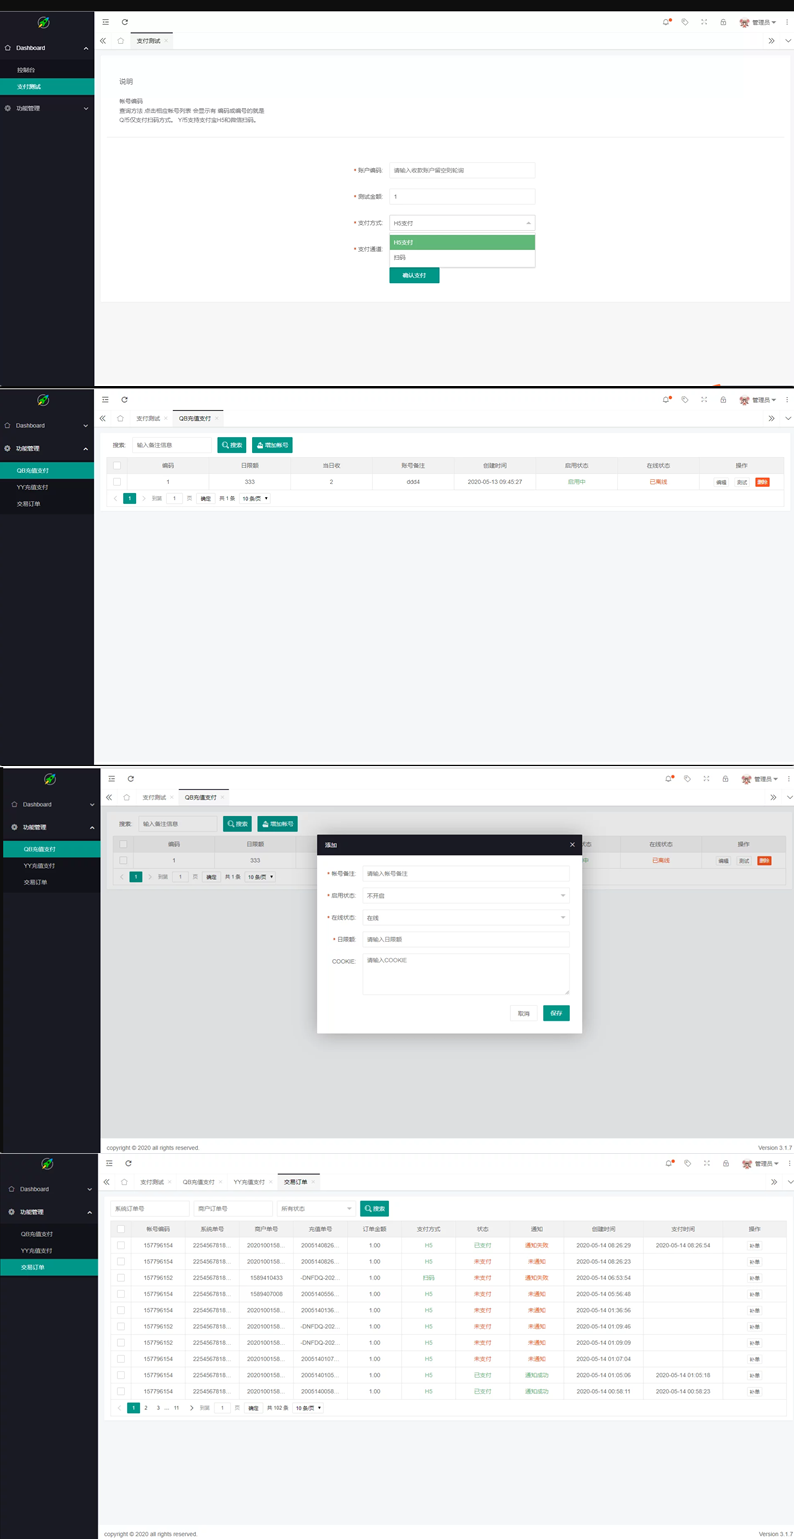 管理员
Dashboard
支付测试
控制台
支付测试
功能管理
说明
帐号编码
查询方法 点击相应帐号列表 会显示有 编码或编号的就是
Q币仅支付扫码方式。 Y币支持支付宝H5和微信扫码。
* 账户编码: 请输入收款账户留空则轮询
* 测试金额: 1
* 支付方式: H5支付
H5支付
* 支付通道:
扫码
确认支付
管理员
Dashboard
支付测试 × QB充值支付 ×
功能管理
搜索: 输入备注信息 搜索 增加帐号
QB充值支付
YY充值支付
交易订单
编码 日限额 当日收 账号备注 创建时间 启用状态 在线状态 操作
1 333 2 ddd4 2020-05-13 09:45:27 启用中 已离线 编辑 测试 删除
1 到第 1 页 确定 共 1 条 10 条/页
管理员
Dashboard
支付测试 × QB充值支付 ×
功能管理
搜索: 输入备注信息 搜索 增加帐号
QB充值支付
YY充值支付
交易订单
编码 日限额 在线状态 操作
1 333 已离线 编辑 测试 删除
1 到第 1 页 确定 共 1 条 10 条/页
添加 ×
* 帐号备注: 请输入帐号备注
* 启用状态: 不开启
* 在线状态: 在线
* 日限额: 请输入日限额
COOKIE: 请输入COOKIE
取消 保存
copyright © 2020 all rights reserved. Version 3.1.7
管理员
Dashboard
支付测试 × QB充值支付 × YY充值支付 × 交易订单 ×
功能管理
系统订单号 商户订单号 所有状态 搜索
QB充值支付
YY充值支付
交易订单
帐号编码 系统单号 商户单号 充值单号 订单金额 支付方式 状态 通知 创建时间 支付时间 操作
157796154 2254567818... 2020100158... 2005140826... 1.00 H5 已支付 通知失败 2020-05-14 08:26:29 2020-05-14 08:26:54 补单
157796154 2254567818... 2020100158... 2005140826... 1.00 H5 未支付 未通知 2020-05-14 08:26:23 补单
157796152 2254567818... 1589410433 -DNFDQ-202... 1.00 扫码 未支付 通知失败 2020-05-14 06:53:54 补单
157796154 2254567818... 1589407008 2005140556... 1.00 H5 未支付 未通知 2020-05-14 05:56:48 补单
157796154 2254567818... 2020100158... 2005140136... 1.00 H5 未支付 未通知 2020-05-14 01:36:56 补单
157796152 2254567818... 2020100158... -DNFDQ-202... 1.00 H5 未支付 未通知 2020-05-14 01:09:46 补单
157796152 2254567818... 2020100158... -DNFDQ-202... 1.00 H5 未支付 未通知 2020-05-14 01:09:09 补单
157796154 2254567818... 2020100158... 2005140107... 1.00 H5 未支付 未通知 2020-05-14 01:07:04 补单
157796154 2254567818... 2020100158... 2005140105... 1.00 H5 已支付 通知成功 2020-05-14 01:05:06 2020-05-14 01:05:18 补单
157796154 2254567818... 2020100158... 2005140058... 1.00 H5 已支付 通知成功 2020-05-14 00:58:11 2020-05-14 00:58:23 补单
1 2 3 ... 11 到第 1 页 确定 共 102 条 10 条/页
copyright © 2020 all rights reserved. Version 3.1.7